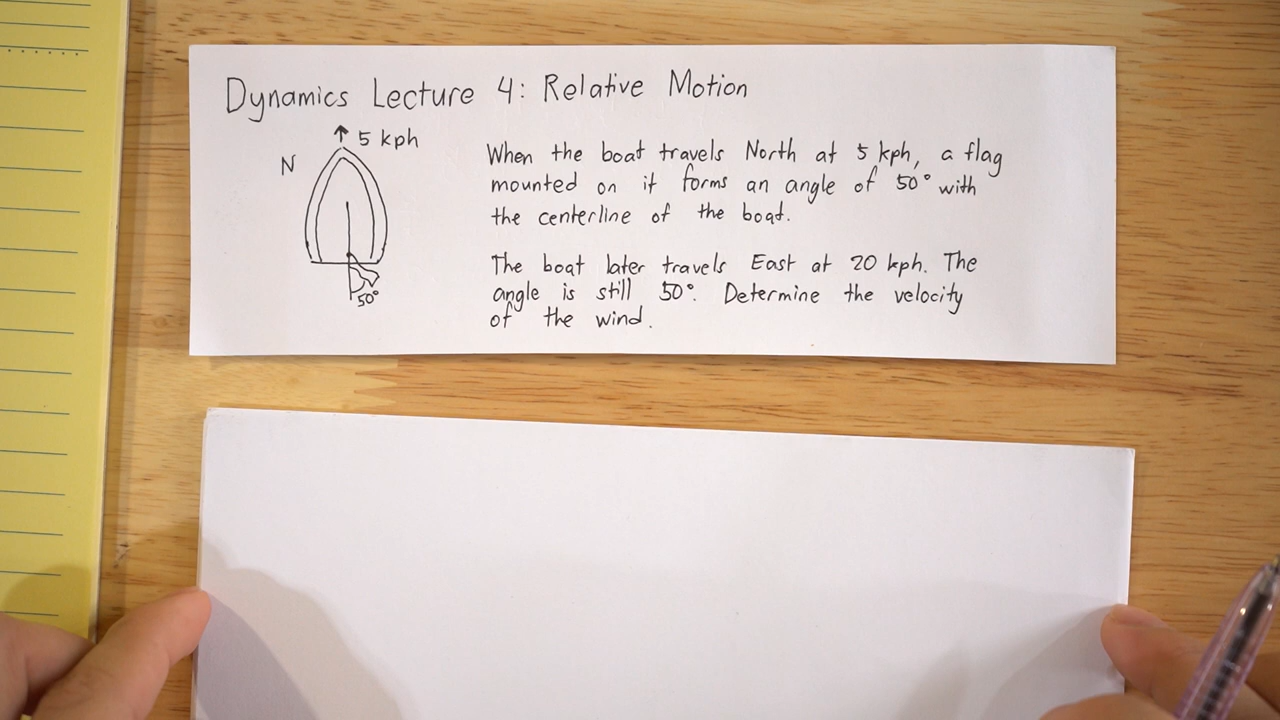 Dynamics Lecture 4: Relative Motion
↑ 5 kph
N
50°
When the boat travels North at 5 kph, a flag
mounted on it forms an angle of 50° with
the centerline of the boat.
The boat later travels East at 20 kph. The
angle is still 50°. Determine the velocity
of the wind.